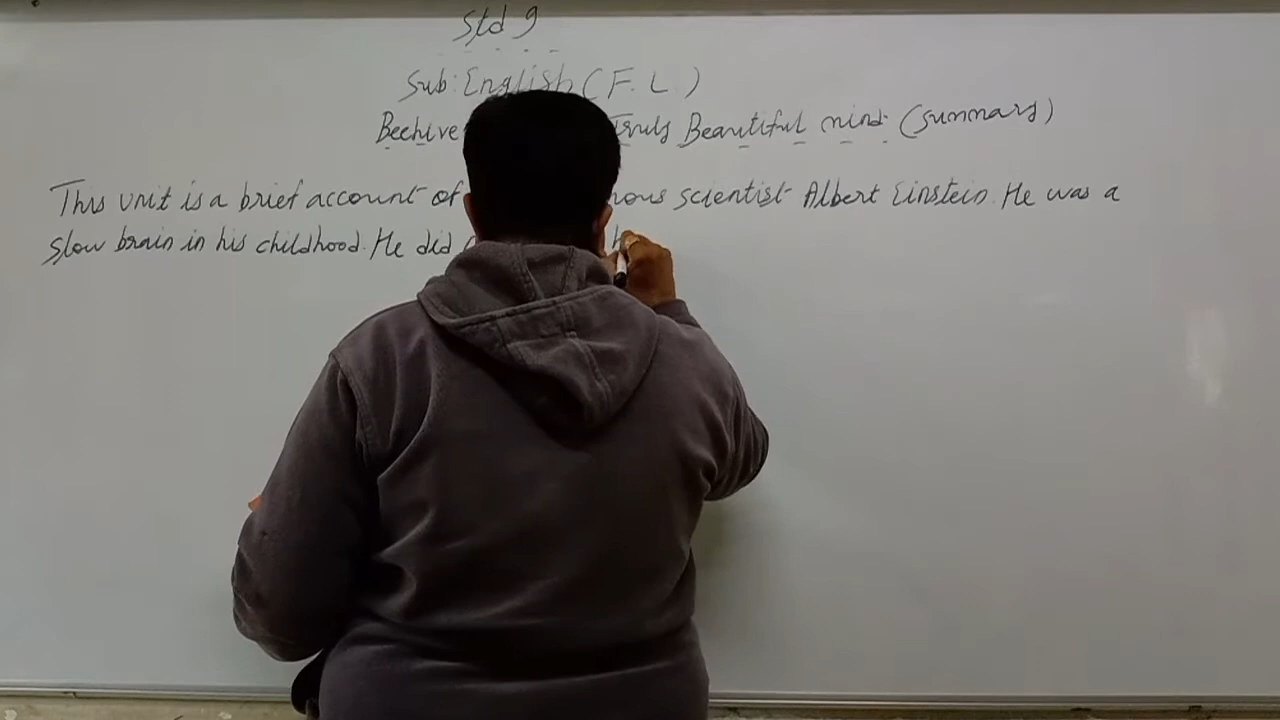 Std 9
Sub: English (F. L.)
Beehive Truly Beautiful mind. (summary)
This unit is a brief account of scientist Albert Einstein. He was a
slow brain in his childhood. He did